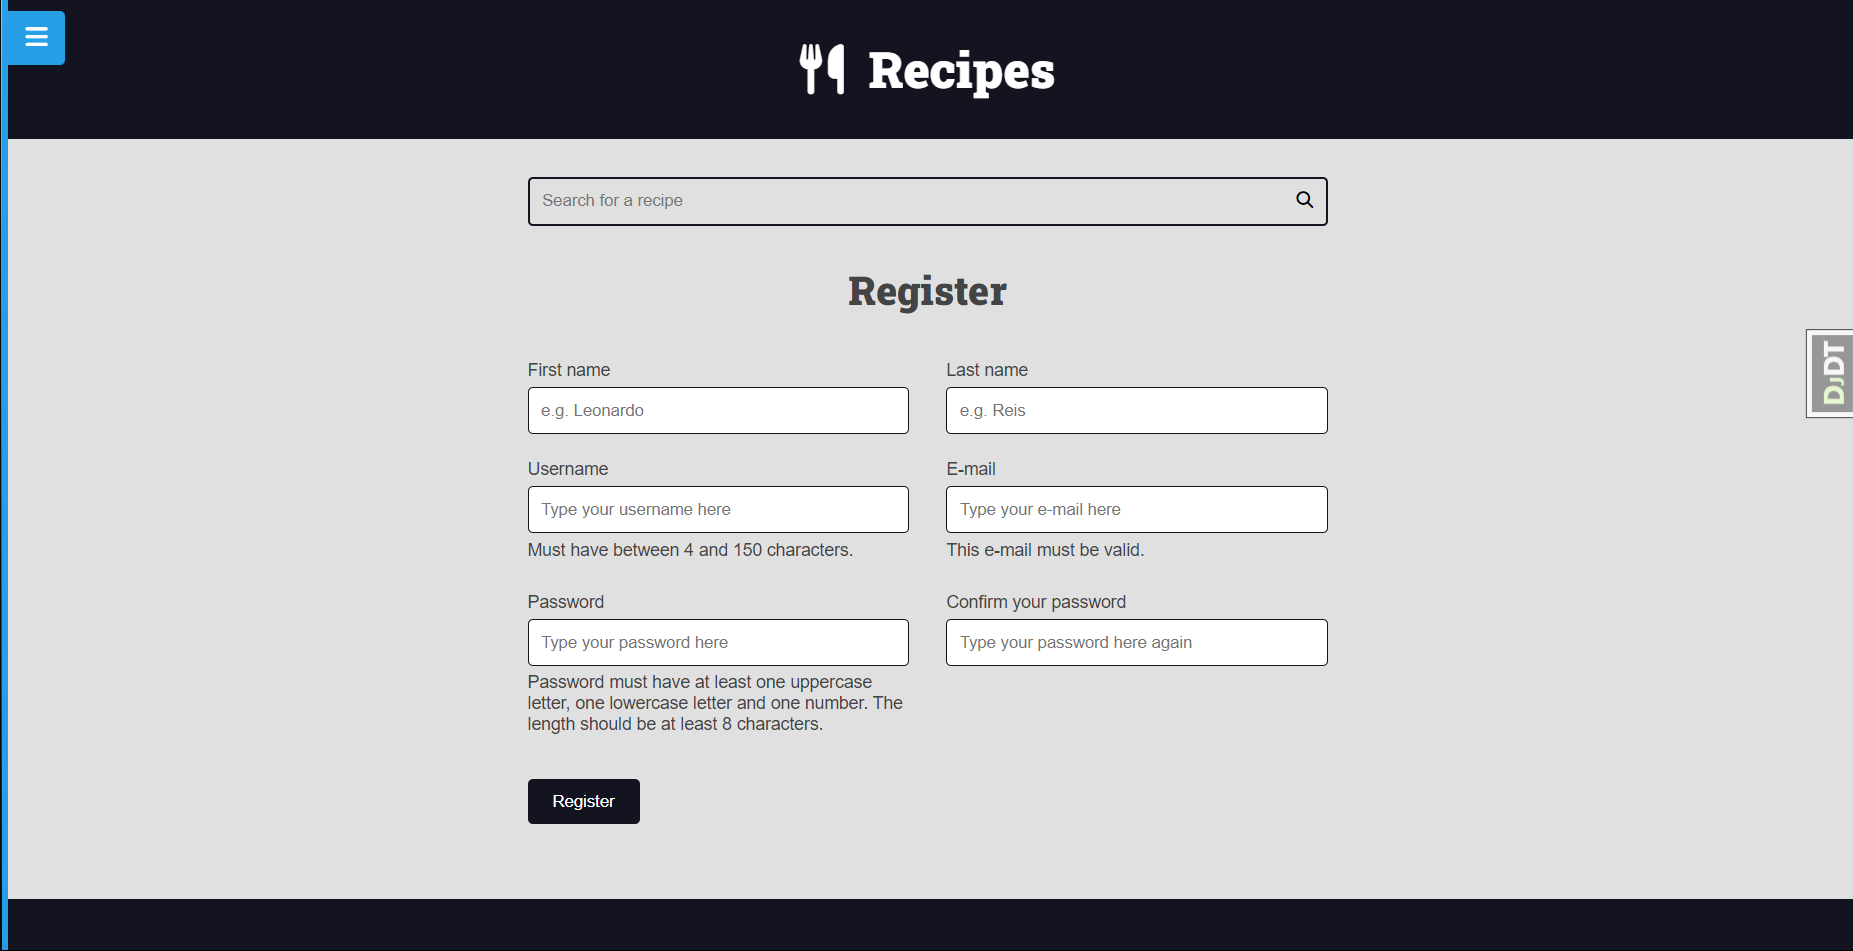 Recipes
Search for a recipe
Register
First name
Last name
e.g. Leonardo
e.g. Reis
Username
E-mail
Type your username here
Type your e-mail here
Must have between 4 and 150 characters.
This e-mail must be valid.
Password
Confirm your password
Type your password here
Type your password here again
Password must have at least one uppercase
letter, one lowercase letter and one number. The
length should be at least 8 characters.
Register
DJDT